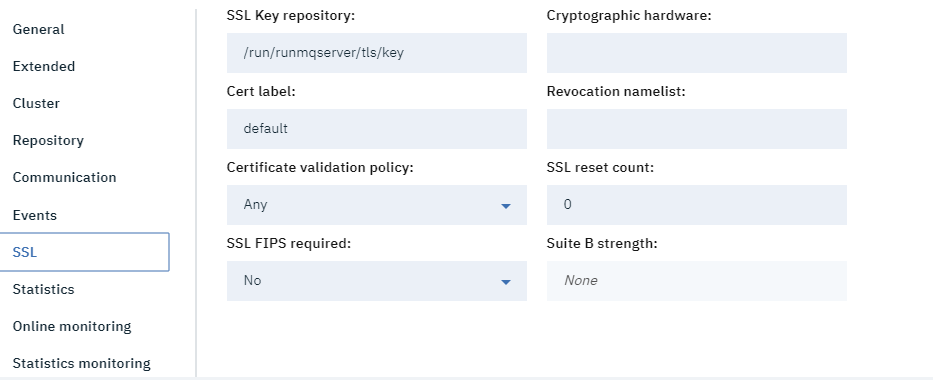 General
Extended
Cluster
Repository
Communication
Events
SSL
Statistics
Online monitoring
Statistics monitoring
SSL Key repository:
/run/runmqserver/tls/key
Cryptographic hardware:
Cert label:
default
Revocation namelist:
Certificate validation policy:
Any
SSL reset count:
0
SSL FIPS required:
No
Suite B strength:
None